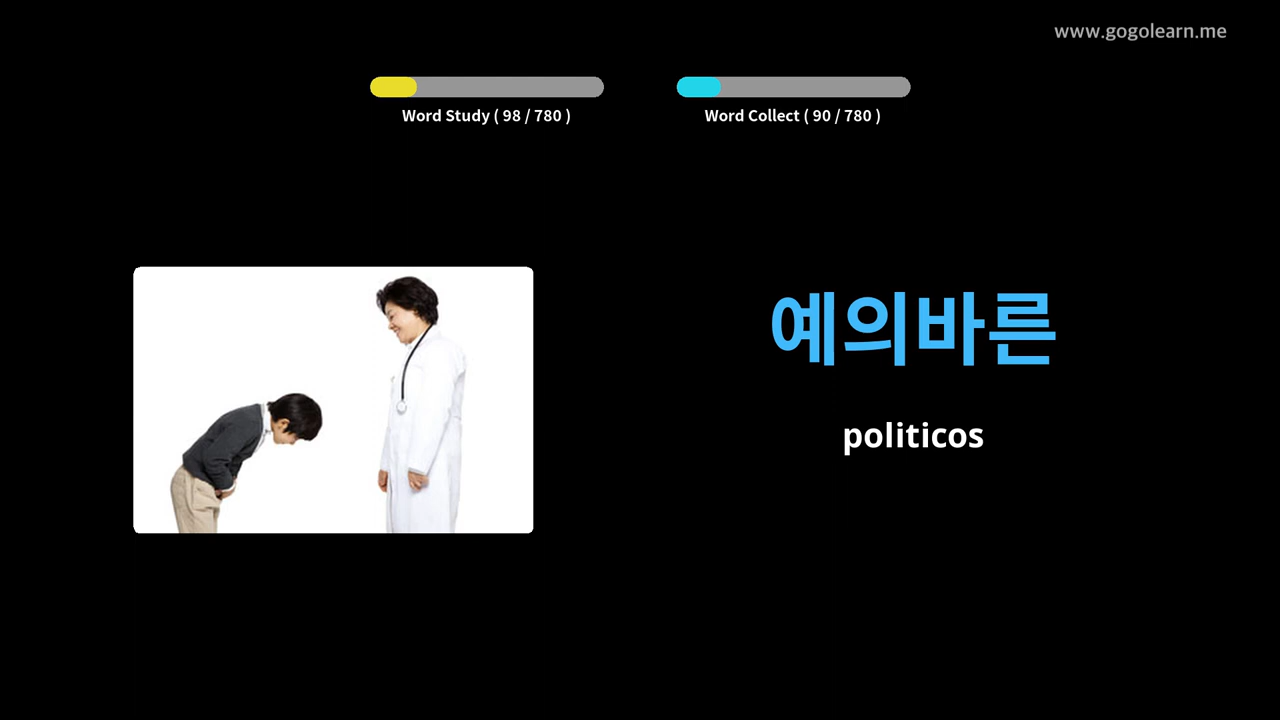 www.gogolearn.me
Word Study ( 98 / 780 )
Word Collect ( 90 / 780 )
예의바른
politicos